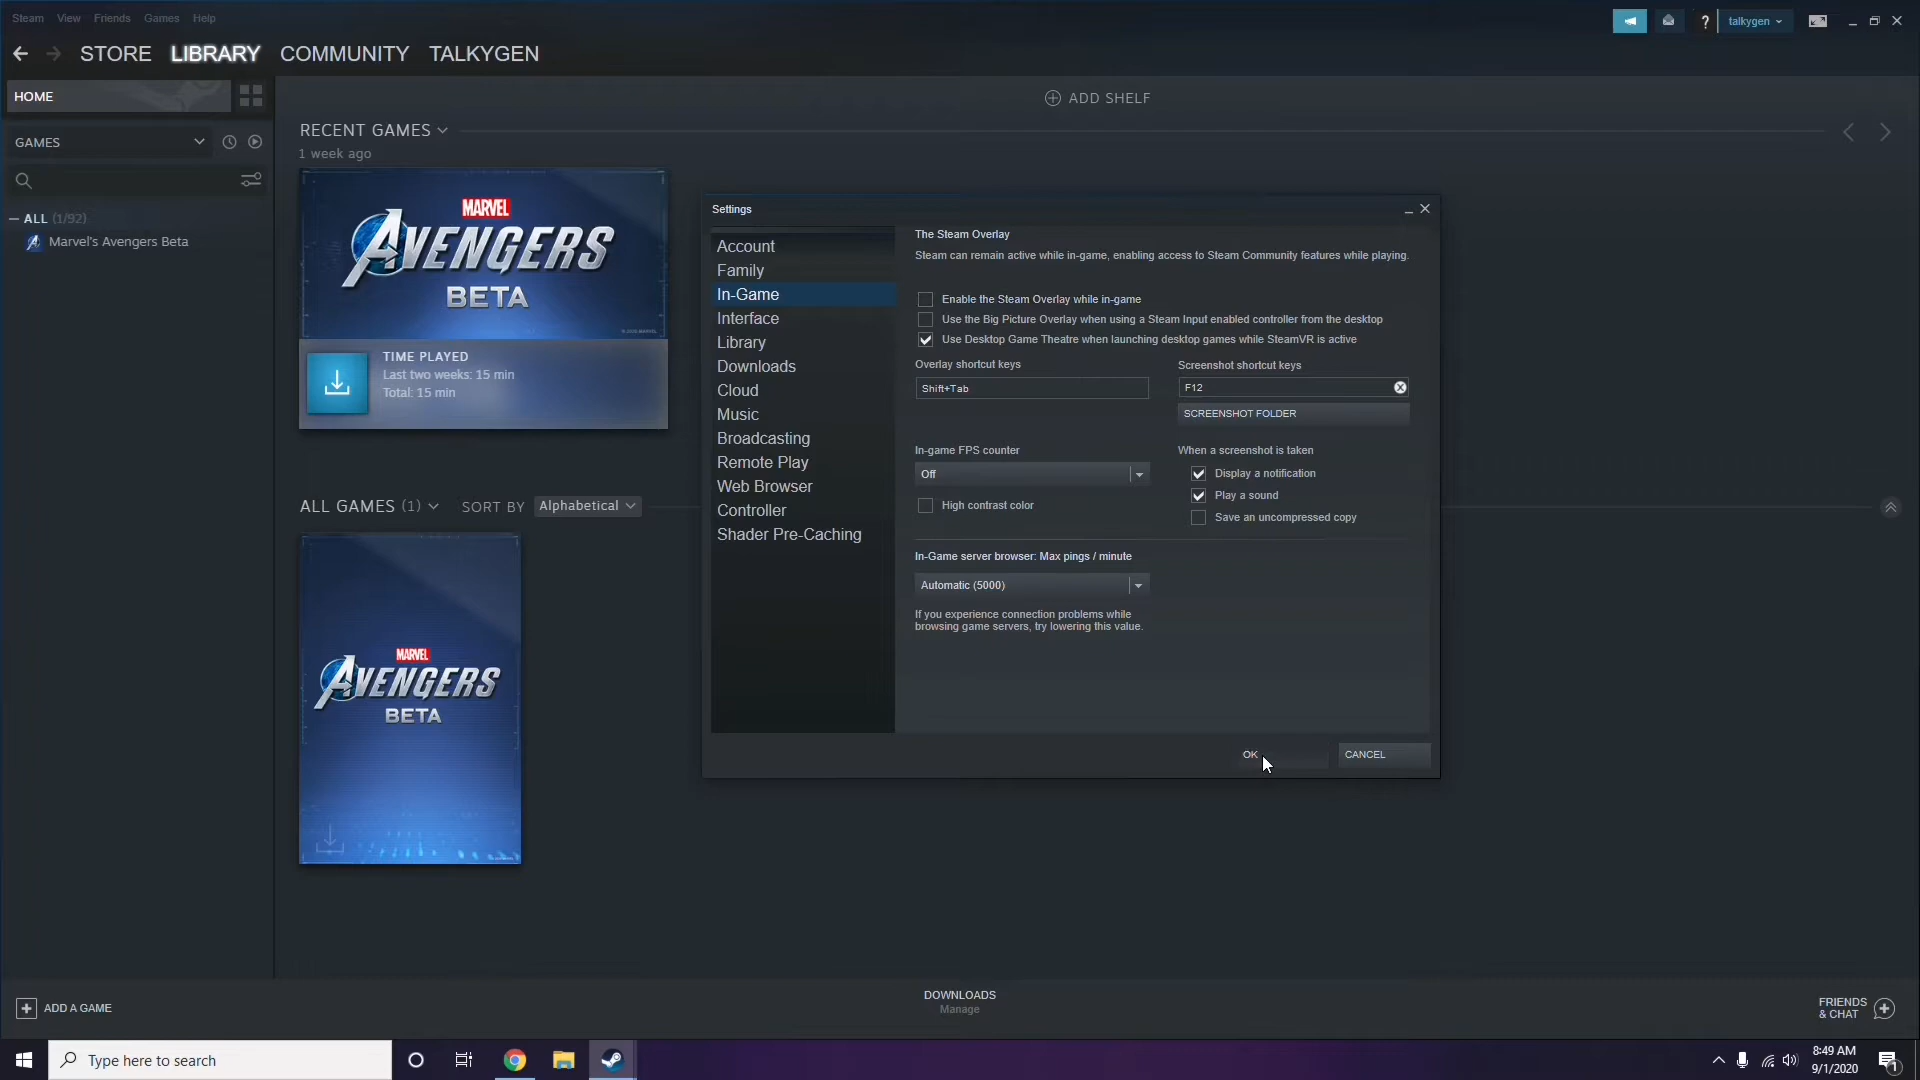 Steam View Friends Games Help
talkygen
STORE LIBRARY COMMUNITY TALKYGEN
HOME
ADD SHELF
GAMES
RECENT GAMES
1 week ago
ALL (1/92)
Marvel's Avengers Beta
MARVEL
AVENGERS
BETA
TIME PLAYED
Last two weeks: 15 min
Total: 15 min
ALL GAMES (1) SORT BY Alphabetical
MARVEL
AVENGERS
BETA
Settings
Account
Family
In-Game
Interface
Library
Downloads
Cloud
Music
Broadcasting
Remote Play
Web Browser
Controller
Shader Pre-Caching
The Steam Overlay
Steam can remain active while in-game, enabling access to Steam Community features while playing.
Enable the Steam Overlay while in-game
Use the Big Picture Overlay when using a Steam Input enabled controller from the desktop
Use Desktop Game Theatre when launching desktop games while SteamVR is active
Overlay shortcut keys
Shift+Tab
Screenshot shortcut keys
F12
SCREENSHOT FOLDER
In-game FPS counter
Off
High contrast color
When a screenshot is taken
Display a notification
Play a sound
Save an uncompressed copy
In-Game server browser: Max pings / minute
Automatic (5000)
If you experience connection problems while
browsing game servers, try lowering this value.
OK CANCEL
ADD A GAME
DOWNLOADS
Manage
FRIENDS
& CHAT
Type here to search
8:49 AM
9/1/2020
1